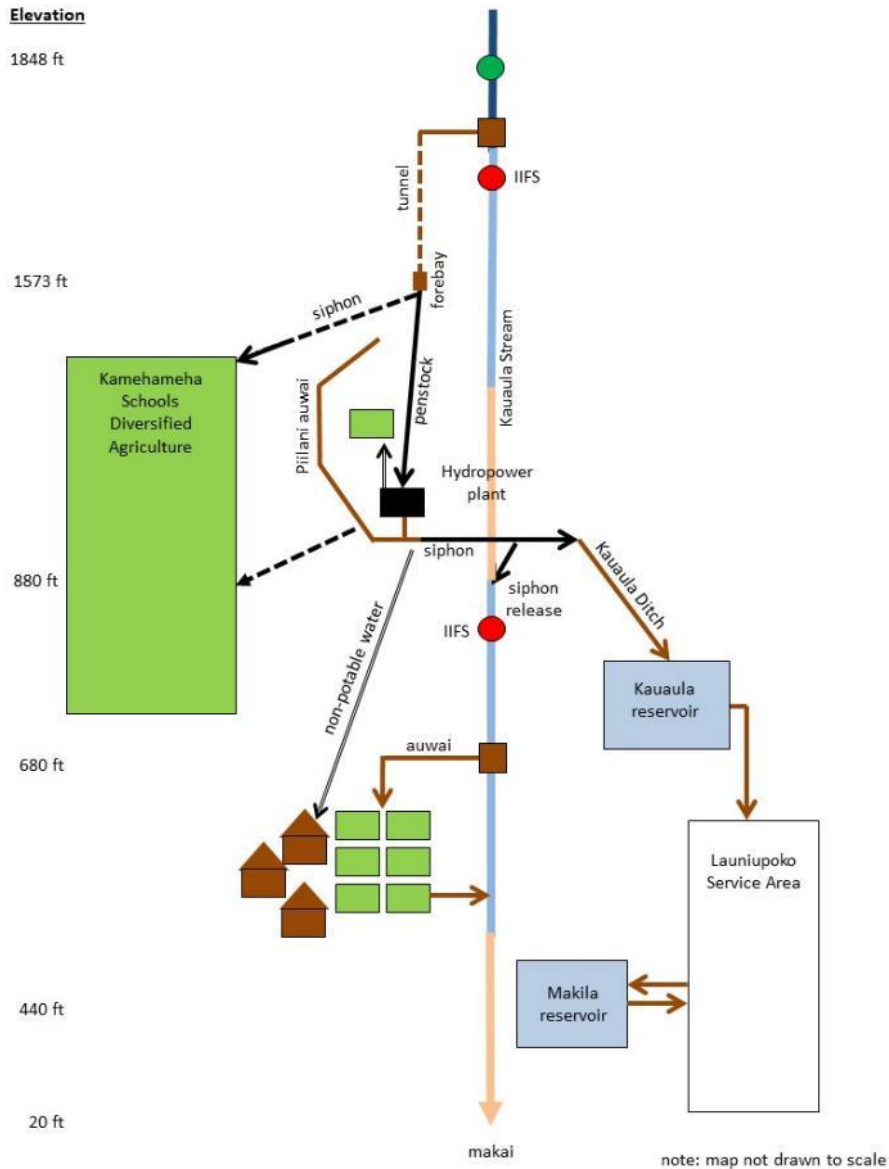 Elevation
1848 ft
IIFS
tunnel
1573 ft
forebay
siphon
Kamehameha
Schools
Diversified
Agriculture
Piilani auwai
penstock
Kauaula Stream
Hydropower
plant
siphon
siphon
release
Kauaula Ditch
880 ft
IIFS
non-potable water
Kauaula
reservoir
680 ft
auwai
Launiupoko
Service Area
Makila
reservoir
440 ft
20 ft
makai
note: map not drawn to scale